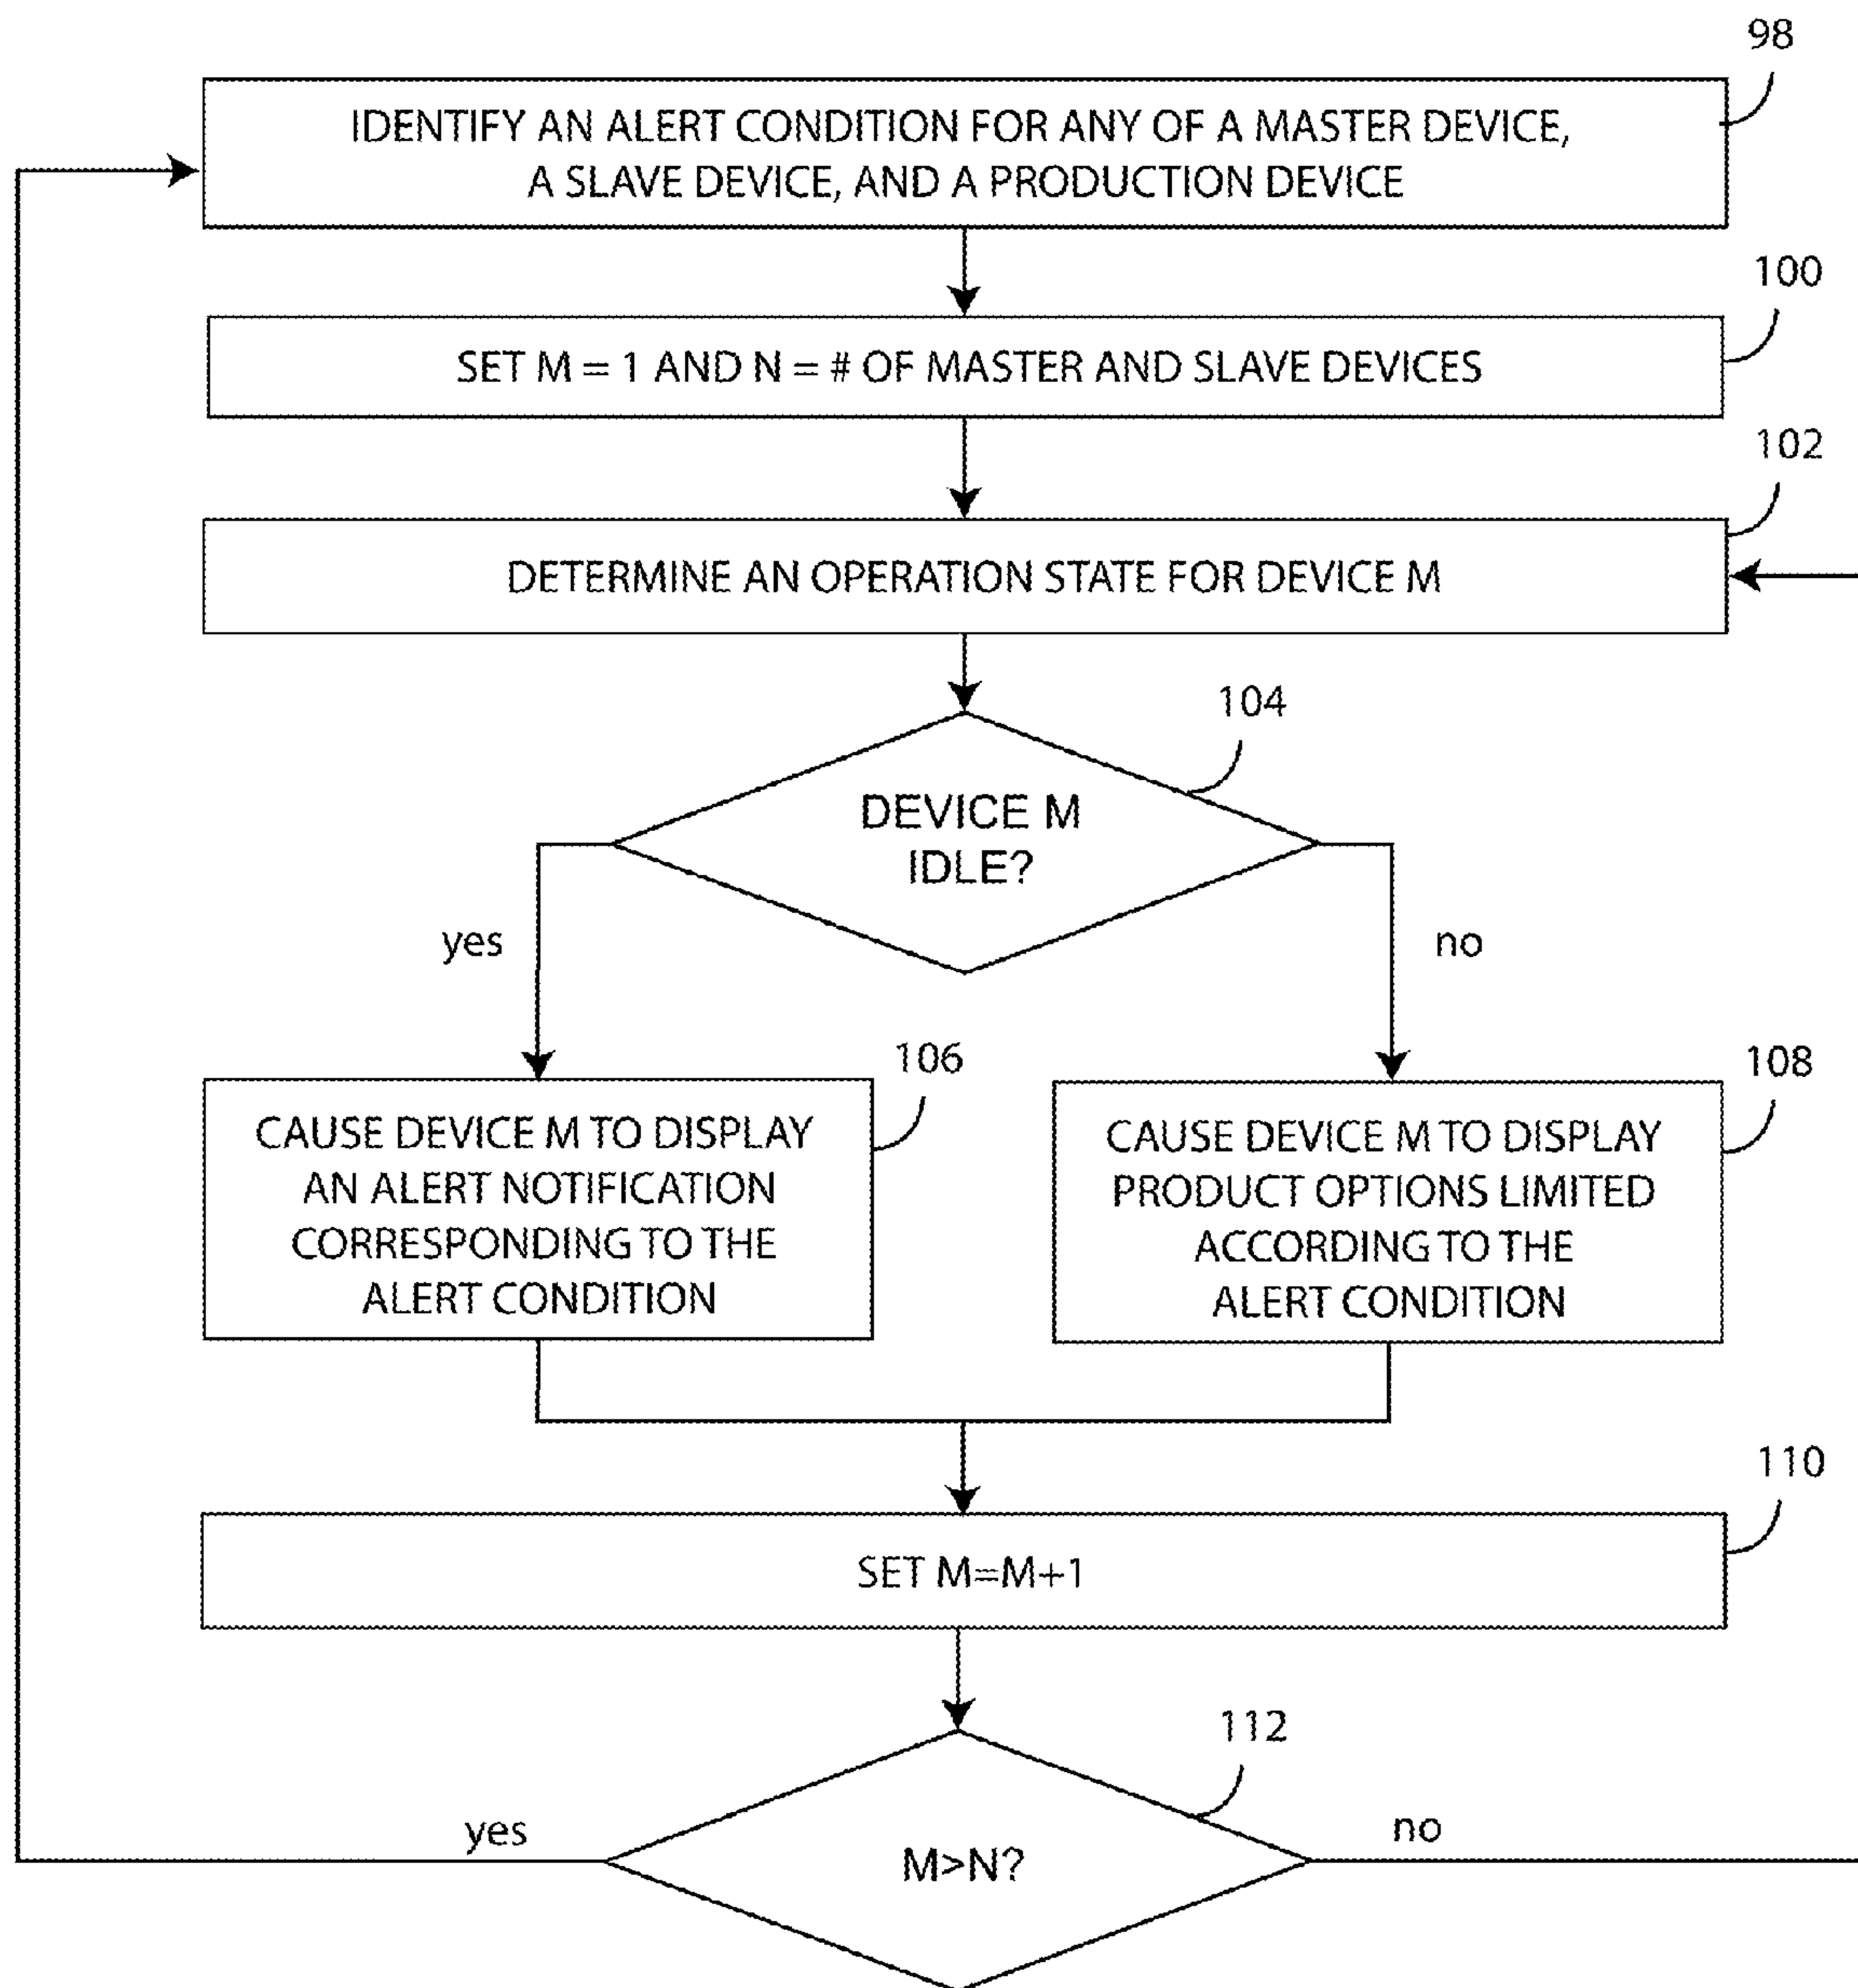 98
IDENTIFY AN ALERT CONDITION FOR ANY OF A MASTER DEVICE,
A SLAVE DEVICE, AND A PRODUCTION DEVICE
100
SET M = 1 AND N = # OF MASTER AND SLAVE DEVICES
102
DETERMINE AN OPERATION STATE FOR DEVICE M
104
DEVICE M
IDLE?
yes
no
106
CAUSE DEVICE M TO DISPLAY
AN ALERT NOTIFICATION
CORRESPONDING TO THE
ALERT CONDITION
108
CAUSE DEVICE M TO DISPLAY
PRODUCT OPTIONS LIMITED
ACCORDING TO THE
ALERT CONDITION
110
SET M=M+1
112
yes
M>N?
no